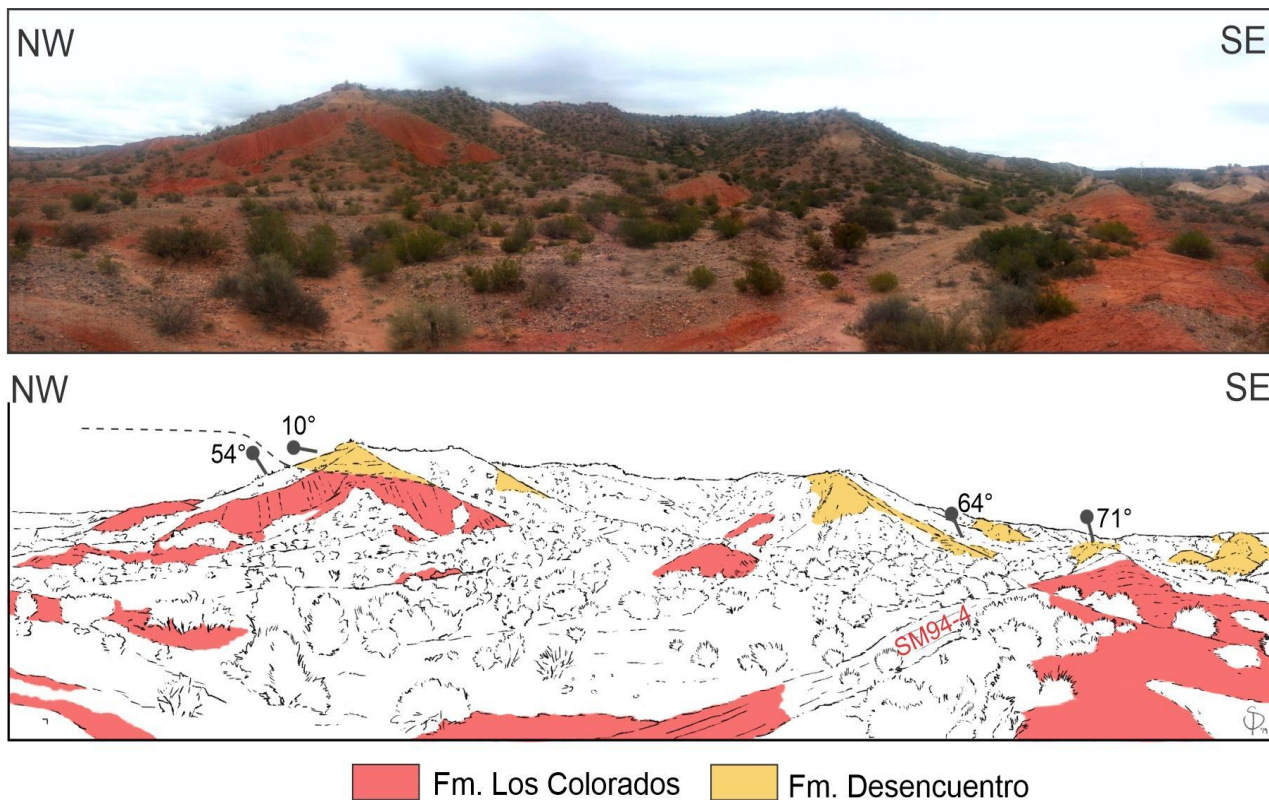 NW SE
NW SE
10°
54°
64° 71°
SM94-4
Fm. Los Colorados Fm. Desencuentro